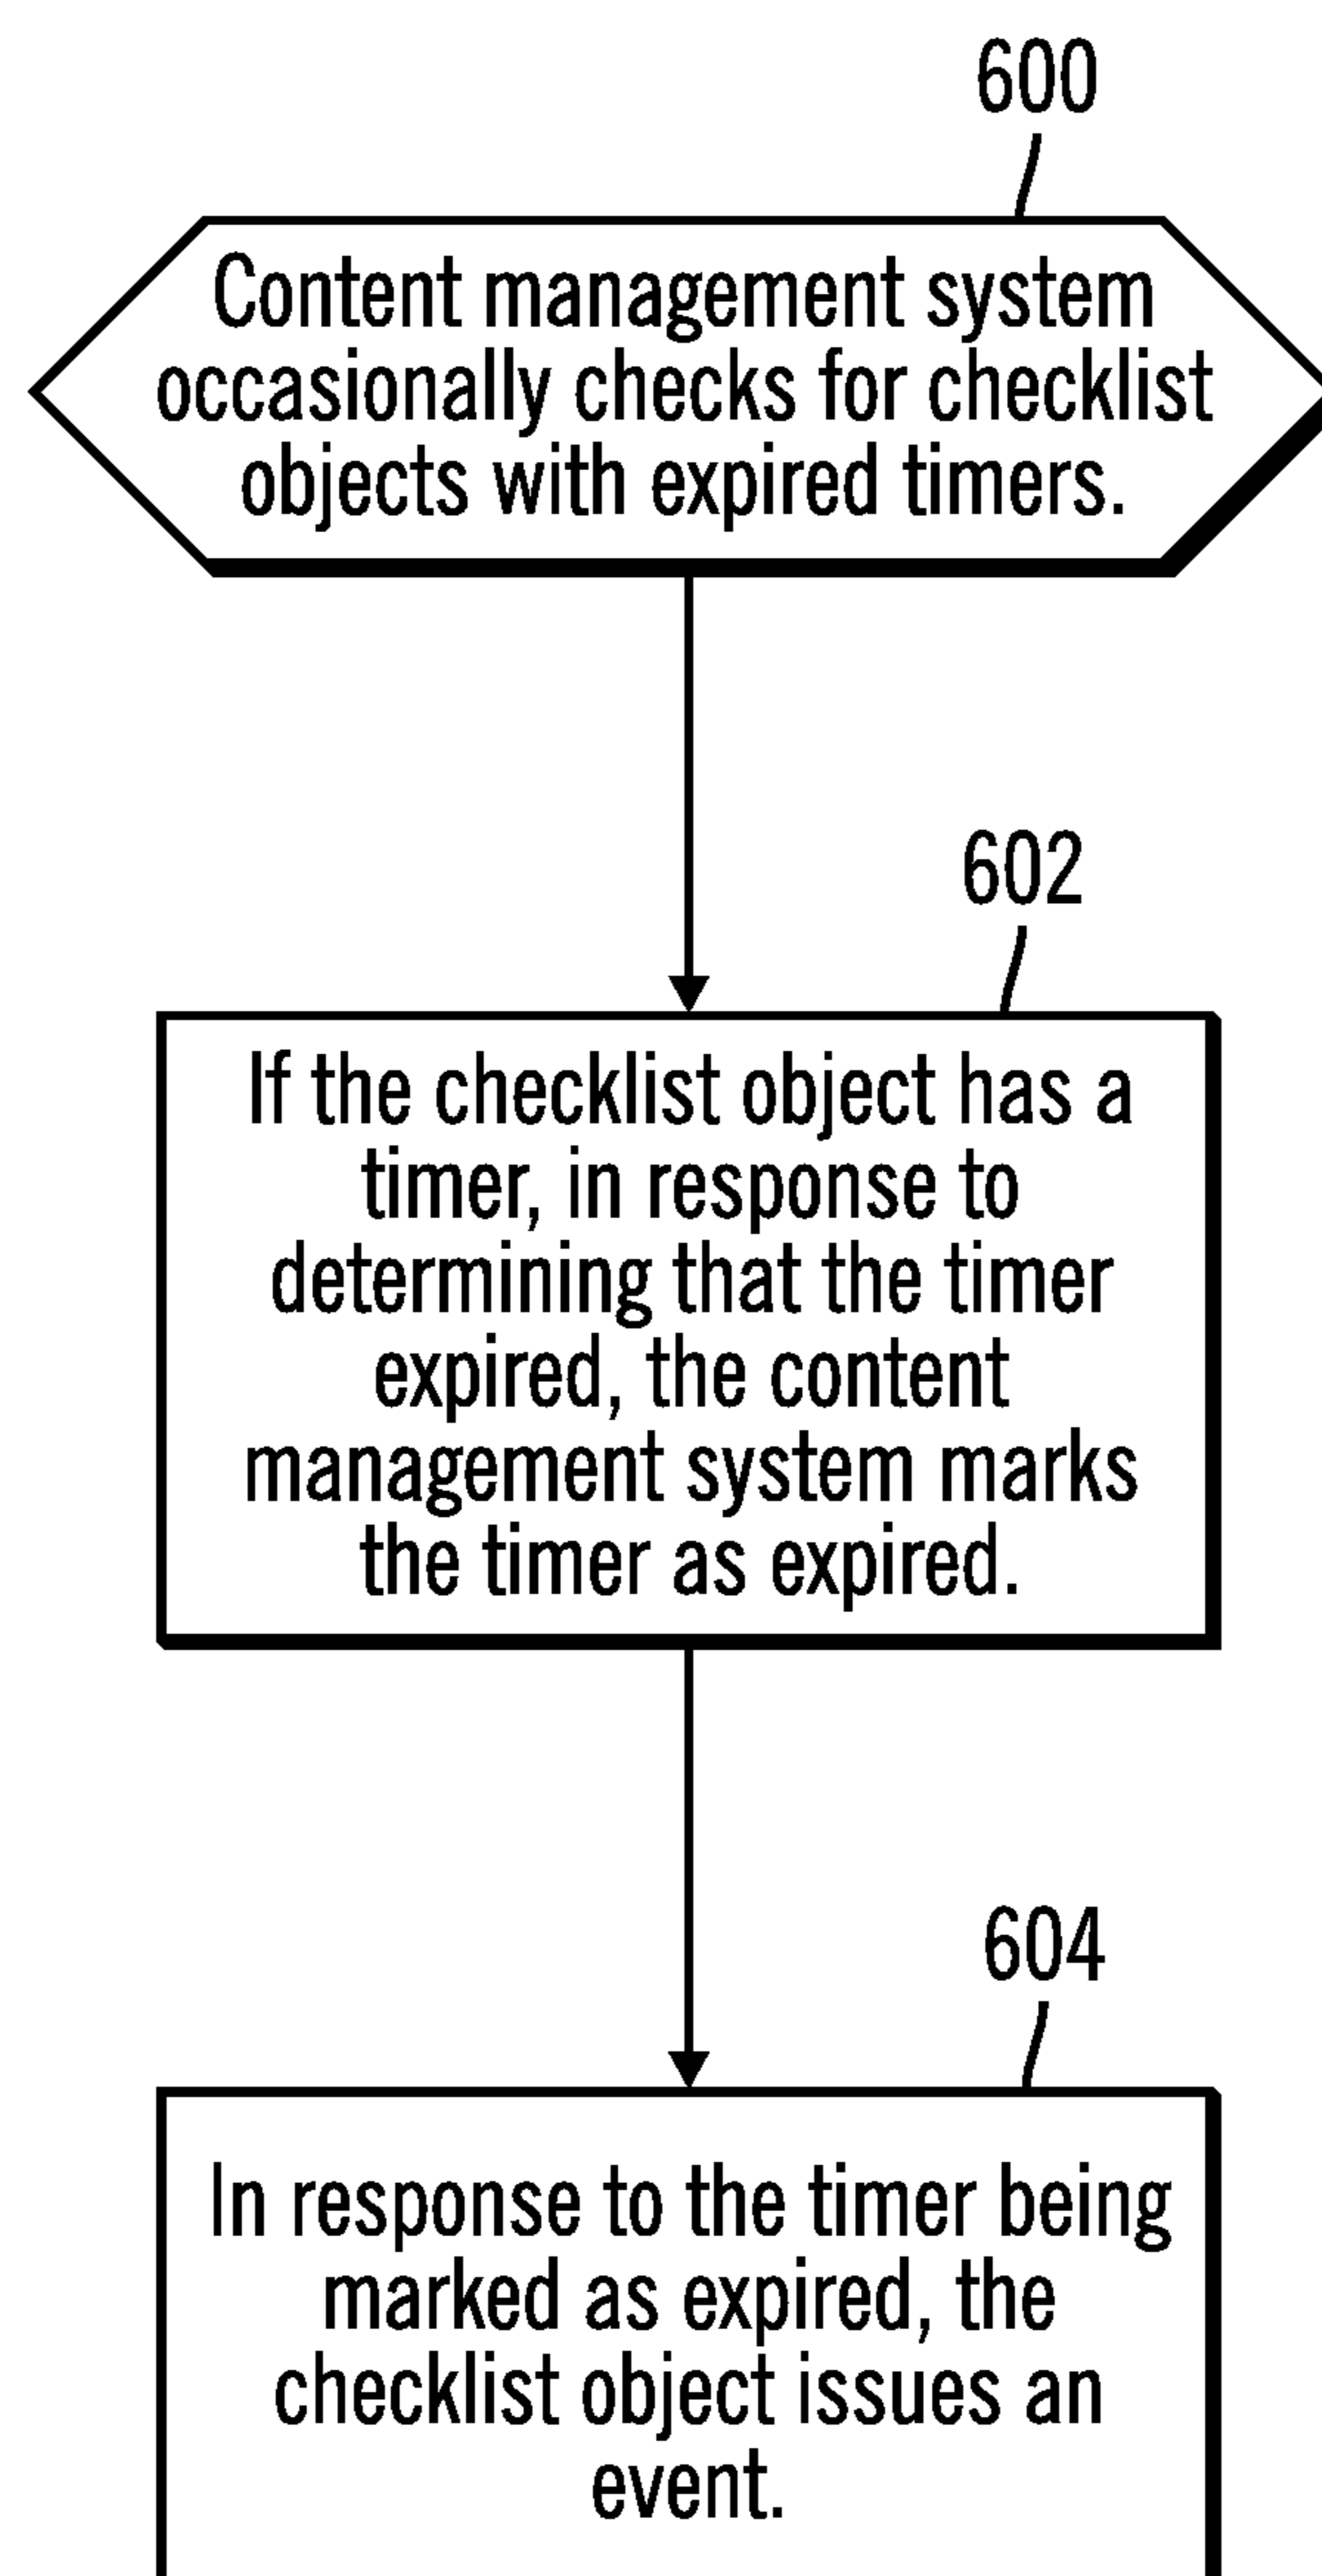 600
Content management system
occasionally checks for checklist
objects with expired timers.
602
If the checklist object has a
timer, in response to
determining that the timer
expired, the content
management system marks
the timer as expired.
604
In response to the timer being
marked as expired, the
checklist object issues an
event.